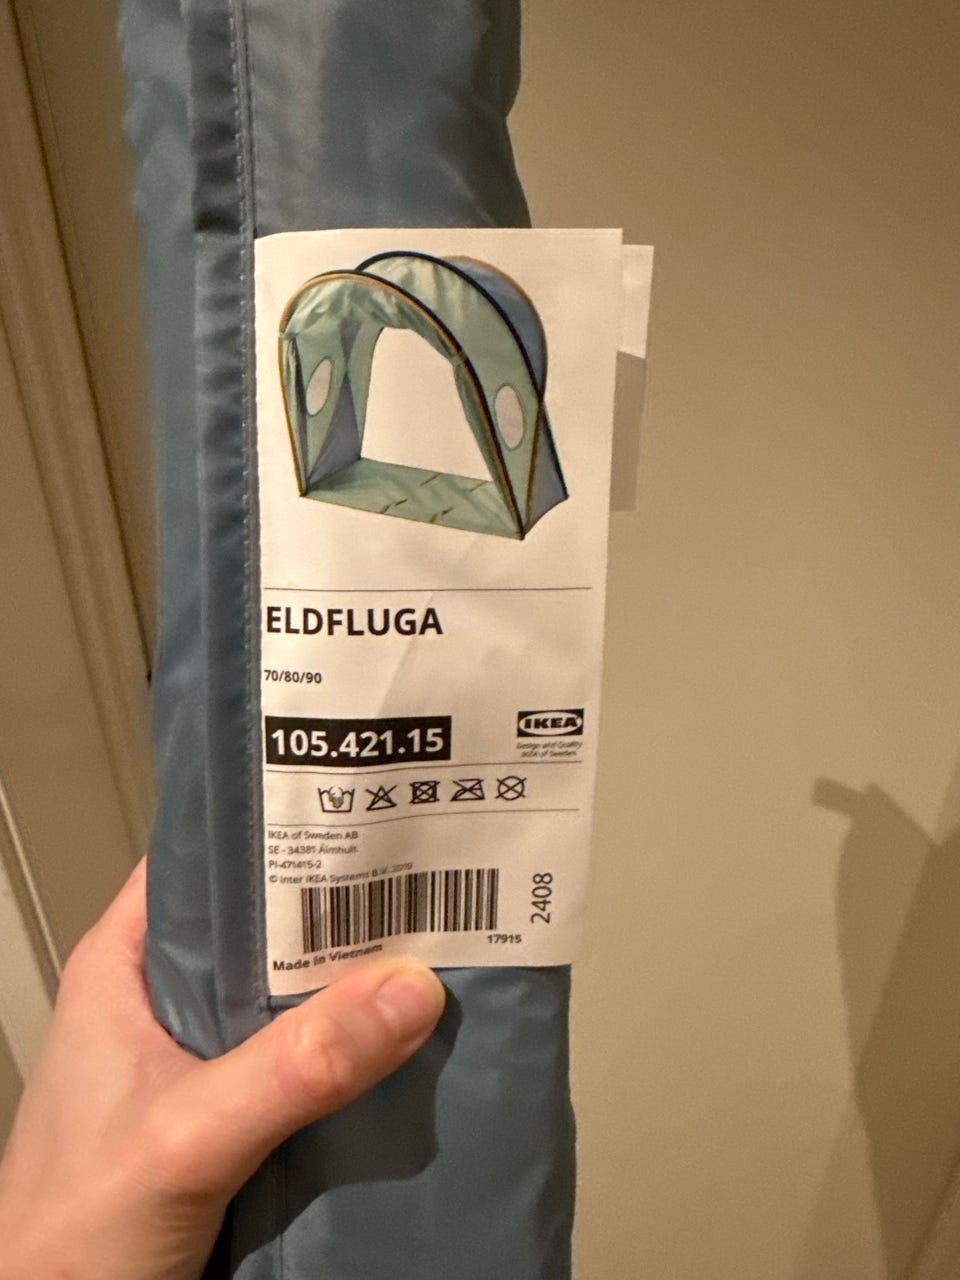 ELDFLUGA
70/80/90
105.421.15
IKEA
Design and Quality
IKEA of Sweden
IKEA of Sweden AB
SE - 34381 Älmhult
PI-471415-2
© Inter IKEA Systems B.V. 2019
2408
17915
Made in Vietnam